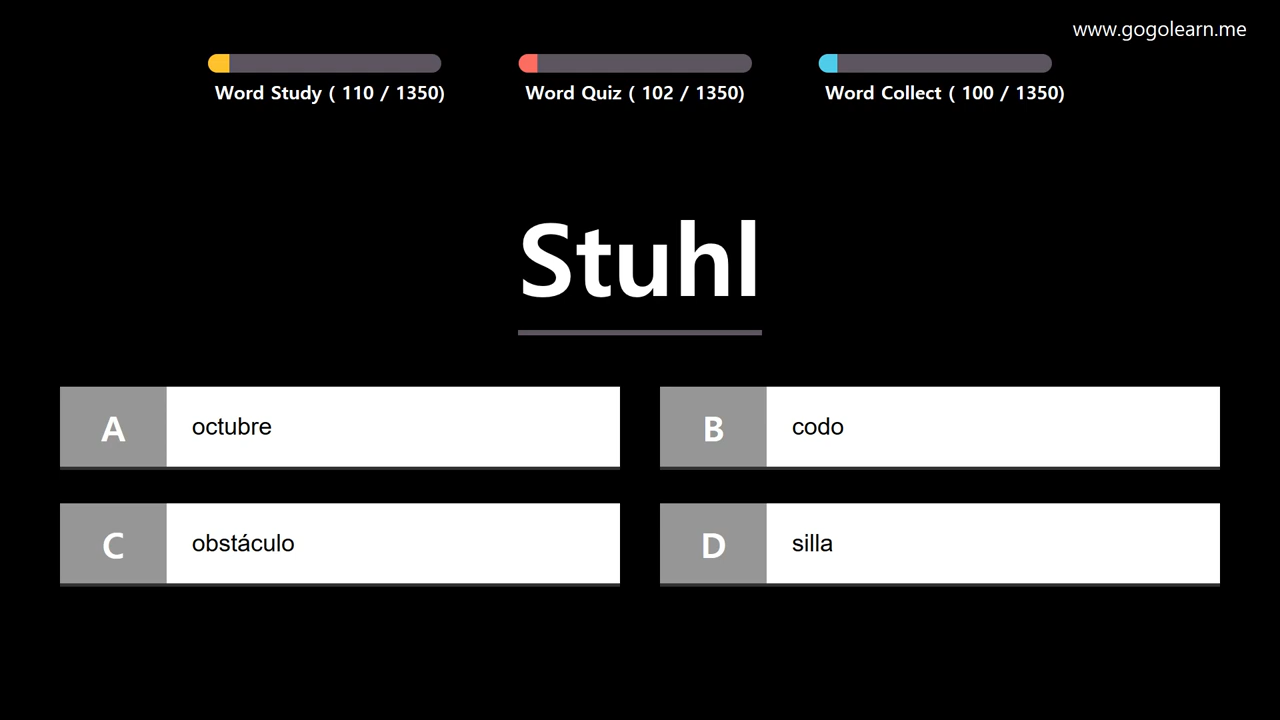 www.gogolearn.me
Word Study ( 110 / 1350)
Word Quiz ( 102 / 1350)
Word Collect ( 100 / 1350)
Stuhl
A octubre
B codo
C obstáculo
D silla